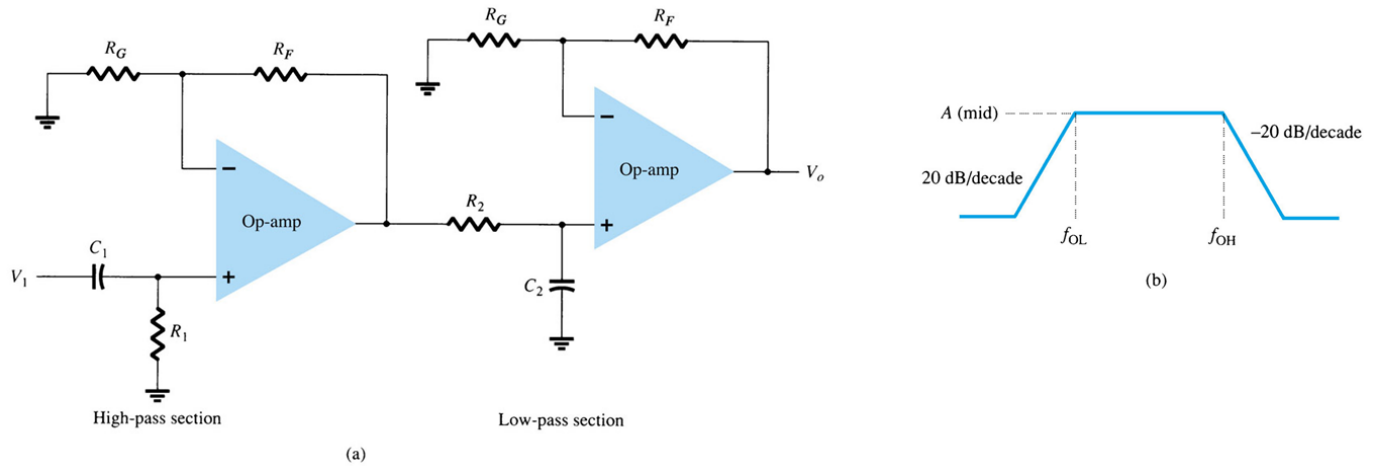 R_G
R_F
Op-amp
−
+
C_1
V_1
R_1
High-pass section
R_G
R_F
Op-amp
−
+
V_o
R_2
C_2
Low-pass section
(a)
A (mid)
20 dB/decade
−20 dB/decade
f_OL
f_OH
(b)